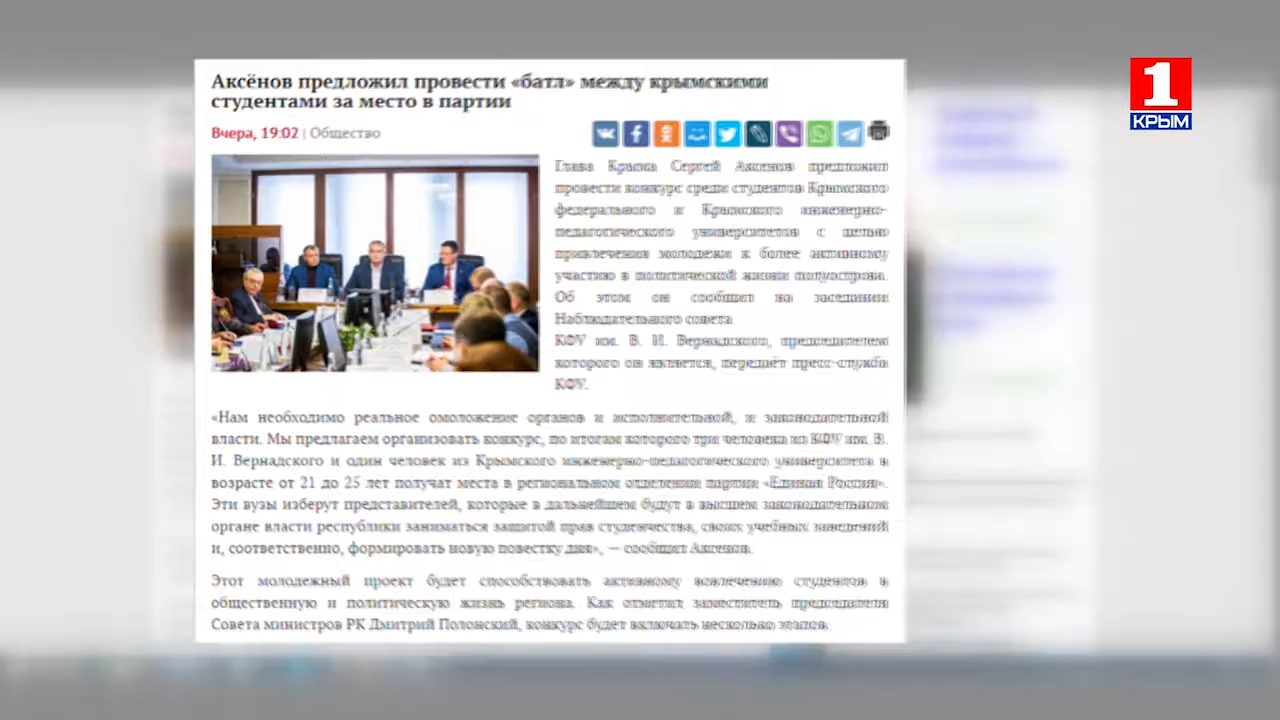 Аксёнов предложил провести «батл» между крымскими
студентами за место в партии
Вчера, 19:02 | Общество
Глава Крыма Сергей Аксенов предложил
провести конкурс среди студентов Крымского
федерального и Крымского инженерно-
педагогического университетов с целью
привлечения молодежи к более активному
участию в политической жизни полуострова.
Об этом он сообщил на заседании
Наблюдательного совета
КФУ им. В. И. Вернадского, председателем
которого он является, передаёт пресс-служба
КФУ.
«Нам необходимо реальное омоложение органов и исполнительной, и законодательной
власти. Мы предлагаем организовать конкурс, по итогам которого три человека из КФУ им. В.
И. Вернадского и один человек из Крымского инженерно-педагогического университета в
возрасте от 21 до 25 лет получат места в региональном отделении партии «Единая Россия».
Эти вузы изберут представителей, которые в дальнейшем будут в высшем законодательном
органе власти республики заниматься защитой прав студенчества, своих учебных заведений
и, соответственно, формировать новую повестку дня», — сообщил Аксенов.
Этот молодежный проект будет способствовать активному вовлечению студентов в
общественную и политическую жизнь региона. Как отметил заместитель председателя
Совета министров РК Дмитрий Полонский, конкурс будет включать несколько этапов.
1
КРЫМ